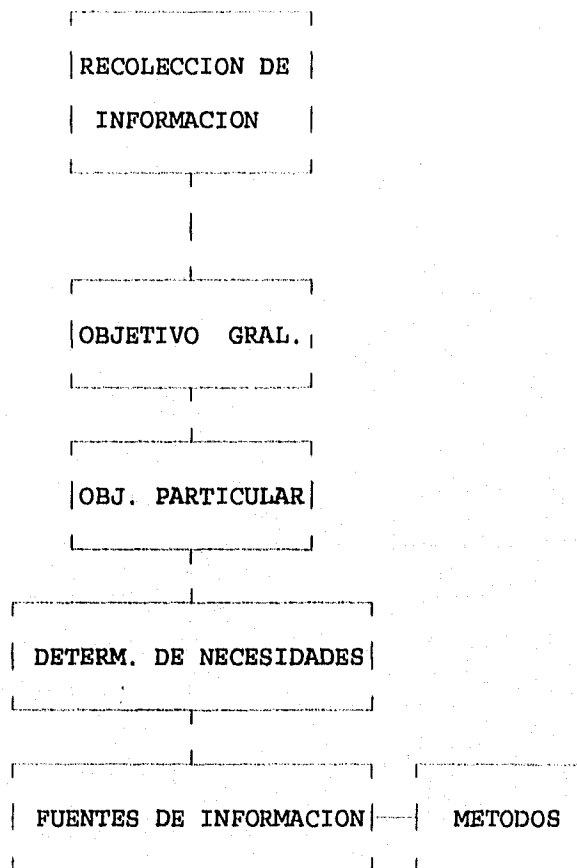 RECOLECCION DE
INFORMACION
OBJETIVO GRAL.
OBJ. PARTICULAR
DETERM. DE NECESIDADES
FUENTES DE INFORMACION METODOS